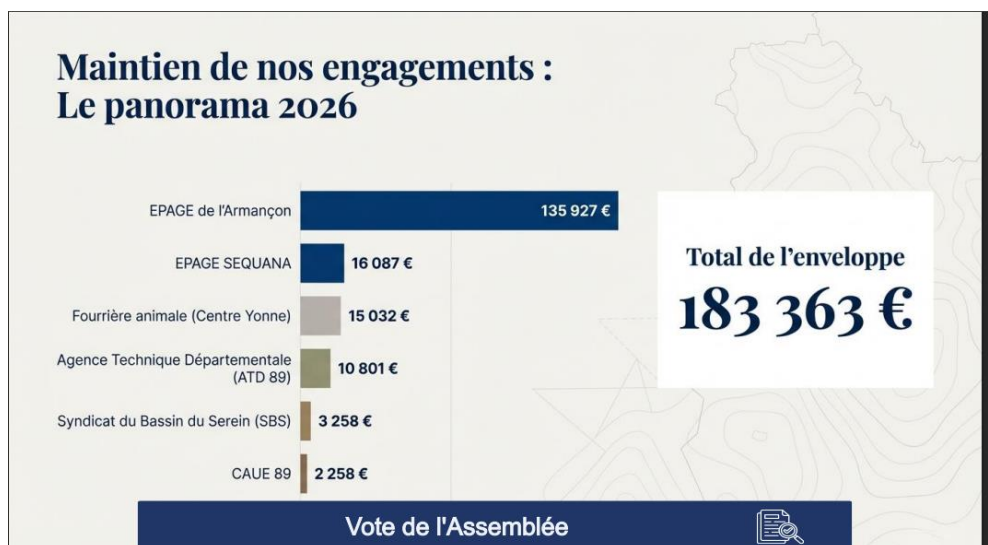 Maintien de nos engagements :
Le panorama 2026
EPAGE de l'Armançon
135 927 €
EPAGE SEQUANA
16 087 €
Fourrière animale (Centre Yonne)
15 032 €
Agence Technique Départementale
(ATD 89)
10 801 €
Syndicat du Bassin du Serein (SBS)
3 258 €
CAUE 89
2 258 €
Total de l'enveloppe
183 363 €
Vote de l'Assemblée